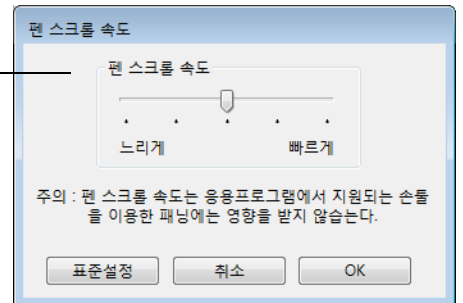 펜 스크롤 속도
펜 스크롤 속도
느리게 빠르게
주의 : 펜 스크롤 속도는 응용프로그램에서 지원되는 손툴
을 이용한 패닝에는 영향을 받지 않습는다.
표준설정 취소 OK